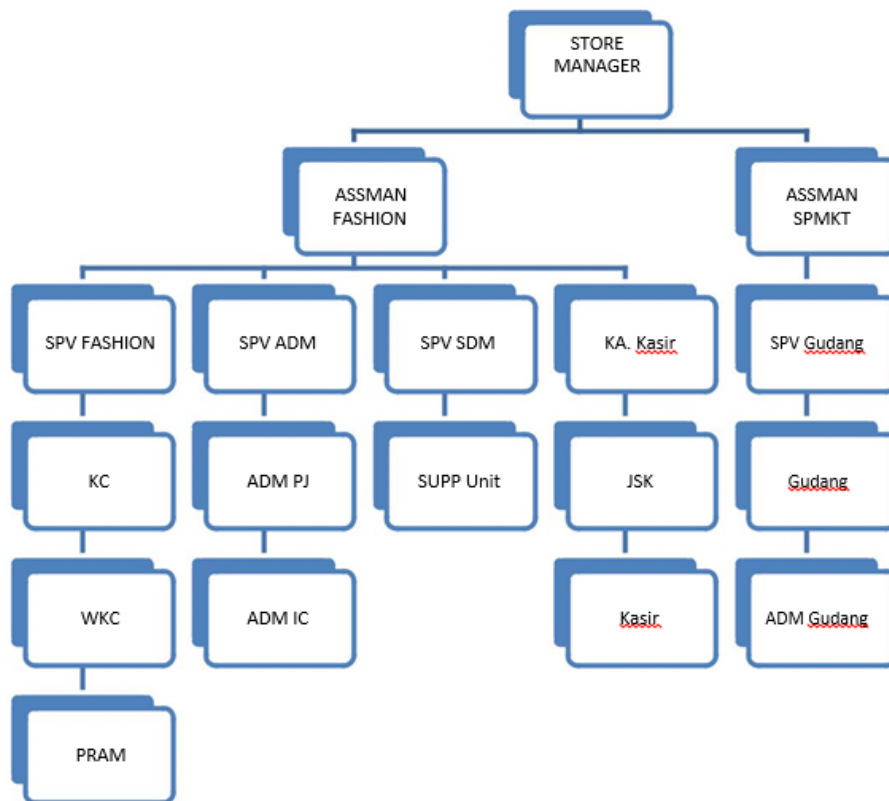 STORE
MANAGER
ASSMAN
FASHION
ASSMAN
SPMKT
SPV FASHION
SPV ADM
SPV SDM
KA. Kasir
SPV Gudang
KC
ADM PJ
SUPP Unit
JSK
Gudang
WKC
ADM IC
Kasir
ADM Gudang
PRAM